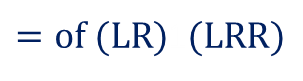 = of (LR) (LRR)